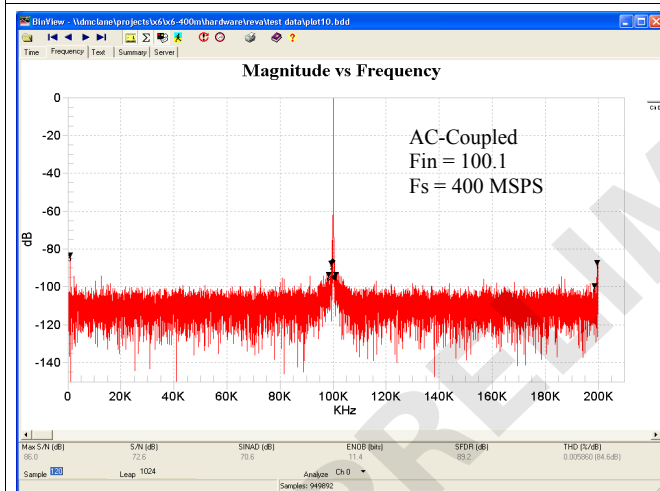 BinView - \\dmclane\projects\x6\x6-400m\hardware\reva\test data\plot10.bdd
Time Frequency Text Summary Server
Magnitude vs Frequency
AC-Coupled
Fin = 100.1
Fs = 400 MSPS
dB
0
-20
-40
-60
-80
-100
-120
-140
0 20K 40K 60K 80K 100K 120K 140K 160K 180K 200K
KHz
Max S/N (dB) S/N (dB) SINAD (dB) ENOB (bits) SFDR (dB) THD (%/dB)
86.0 72.6 70.6 11.4 89.2 0.005860 (84.6dB)
Sample 128 Leap 1024 Analyze Ch 0
Samples: 949892
PRELIM